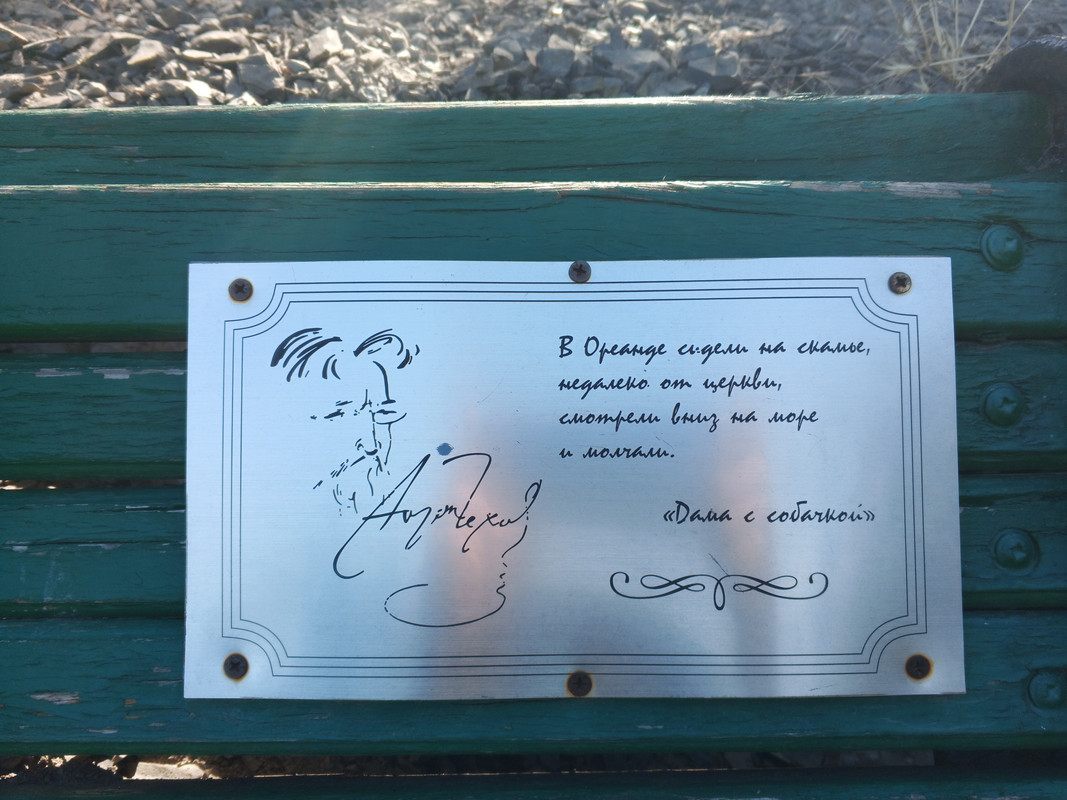 В Ореанде сидели на скамье,
недалеко от церкви,
смотрели вниз на море
и молчали.
«Дама с собачкой»